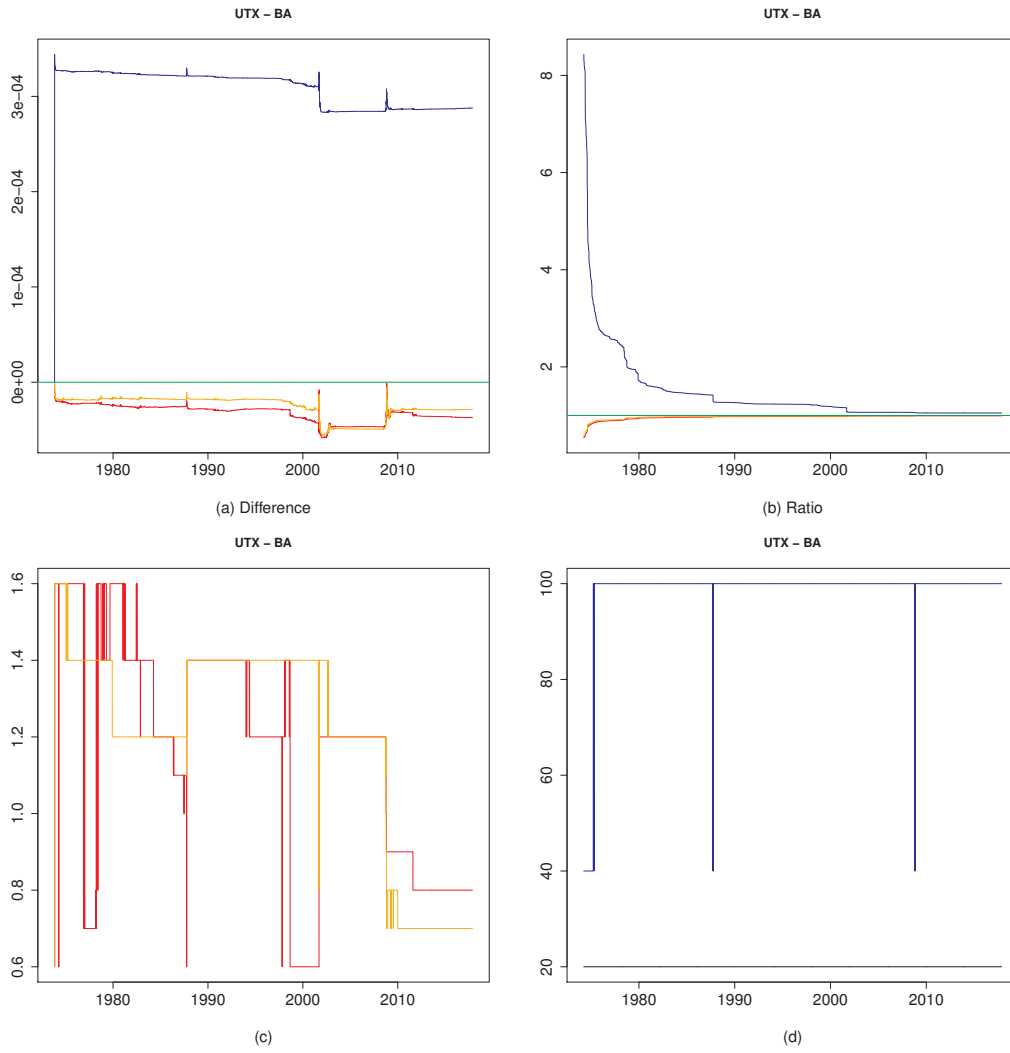 UTX – BA
3e−04
2e−04
1e−04
0e+00
1980 1990 2000 2010
(a) Difference
UTX – BA
8
6
4
2
1980 1990 2000 2010
(b) Ratio
UTX – BA
1.6
1.4
1.2
1.0
0.8
0.6
1980 1990 2000 2010
(c)
UTX – BA
100
80
60
40
20
1980 1990 2000 2010
(d)